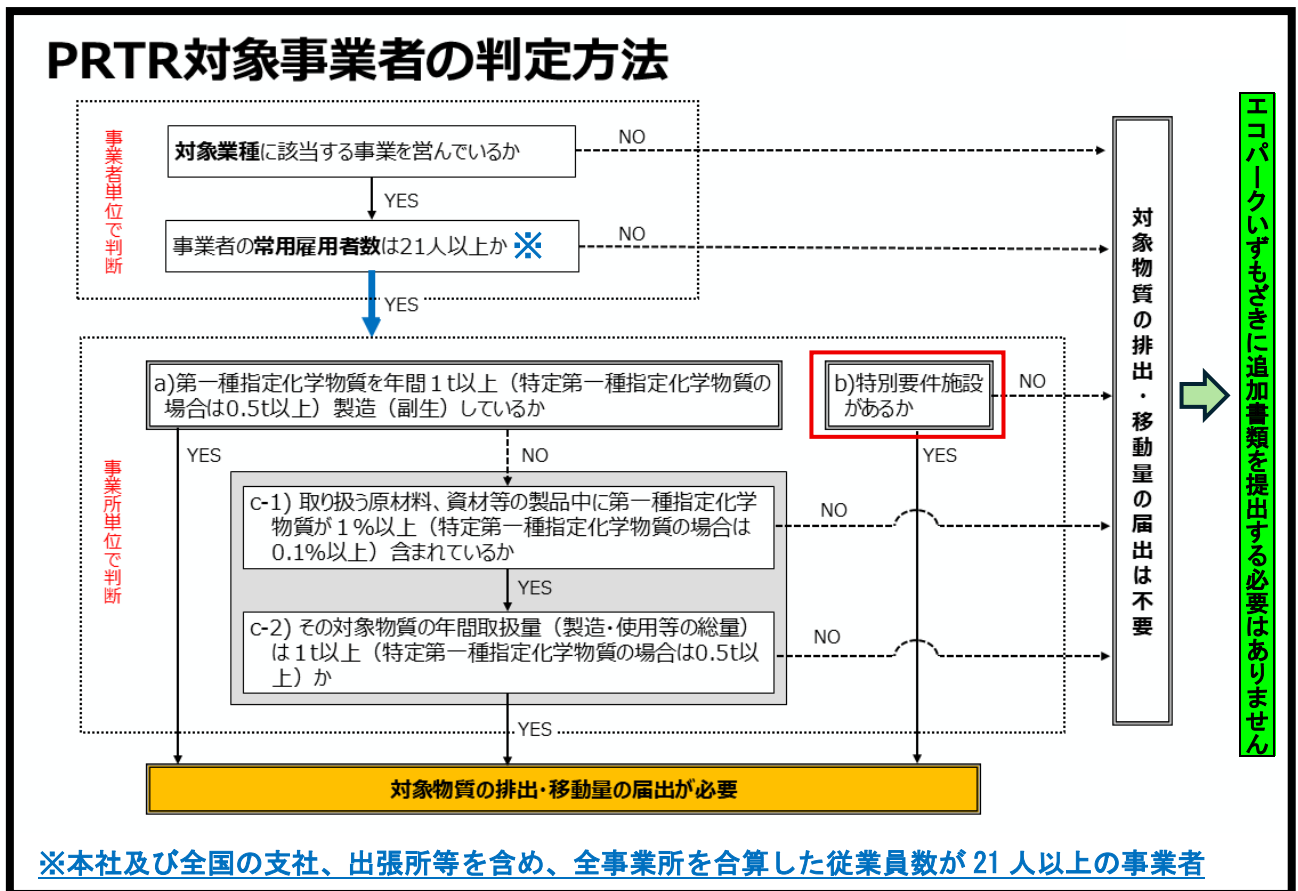 PRTR対象事業者の判定方法
事業者単位で判断
対象業種に該当する事業を営んでいるか
NO
YES
事業者の常用雇用者数は21人以上か ※
NO
YES
事業所単位で判断
a)第一種指定化学物質を年間1t以上（特定第一種指定化学物質の
場合は0.5t以上）製造（副生）しているか
b)特別要件施設
があるか
NO
YES
NO
YES
c-1) 取り扱う原材料、資材等の製品中に第一種指定化学
物質が1%以上（特定第一種指定化学物質の場合は
0.1%以上）含まれているか
NO
YES
c-2) その対象物質の年間取扱量（製造・使用等の総量）
は1t以上（特定第一種指定化学物質の場合は0.5t以
上）か
NO
YES
対象物質の排出・移動量の届出が必要
対象物質の排出・移動量の届出は不要
エコパークいずもざきに追加書類を提出する必要はありません
※本社及び全国の支社、出張所等を含め、全事業所を合算した従業員数が 21 人以上の事業者